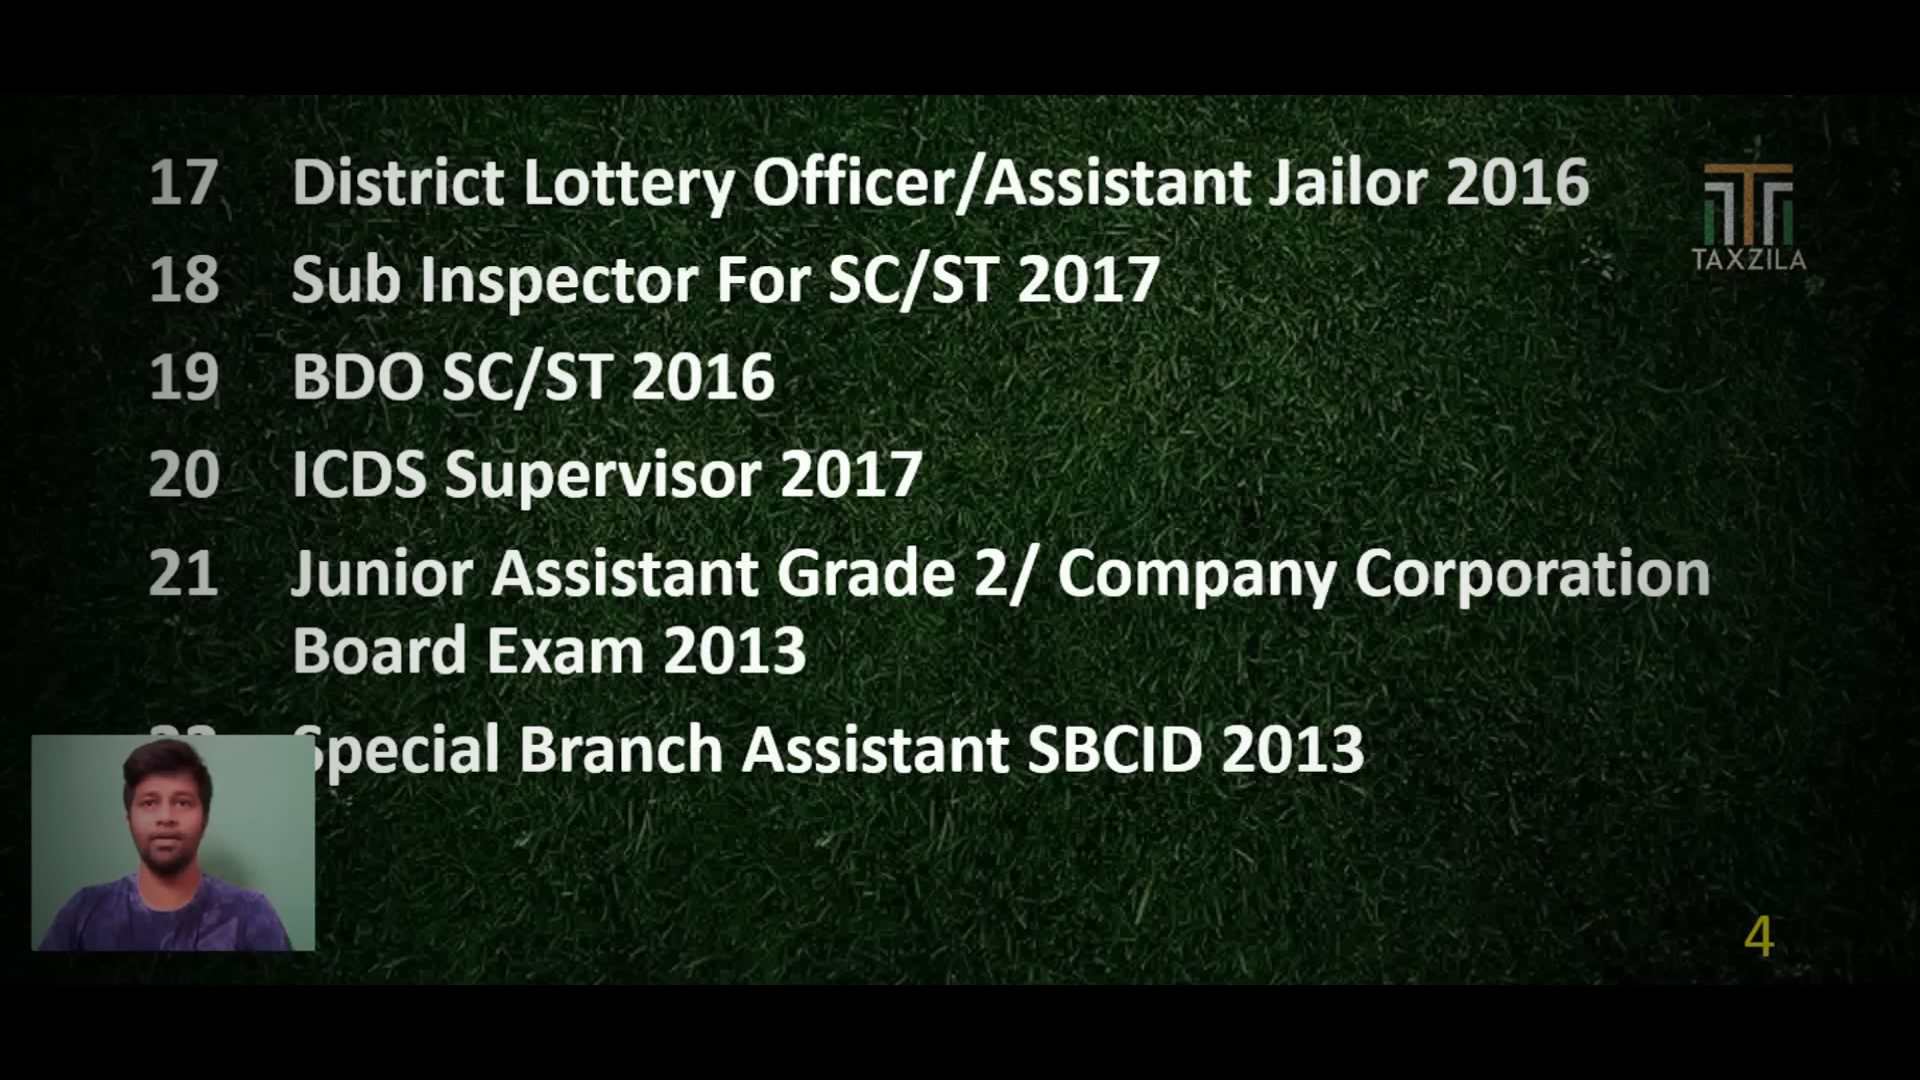 17 District Lottery Officer/Assistant Jailor 2016
TAXZILA
18 Sub Inspector For SC/ST 2017
19 BDO SC/ST 2016
20 ICDS Supervisor 2017
21 Junior Assistant Grade 2/ Company Corporation
Board Exam 2013
Special Branch Assistant SBCID 2013
4